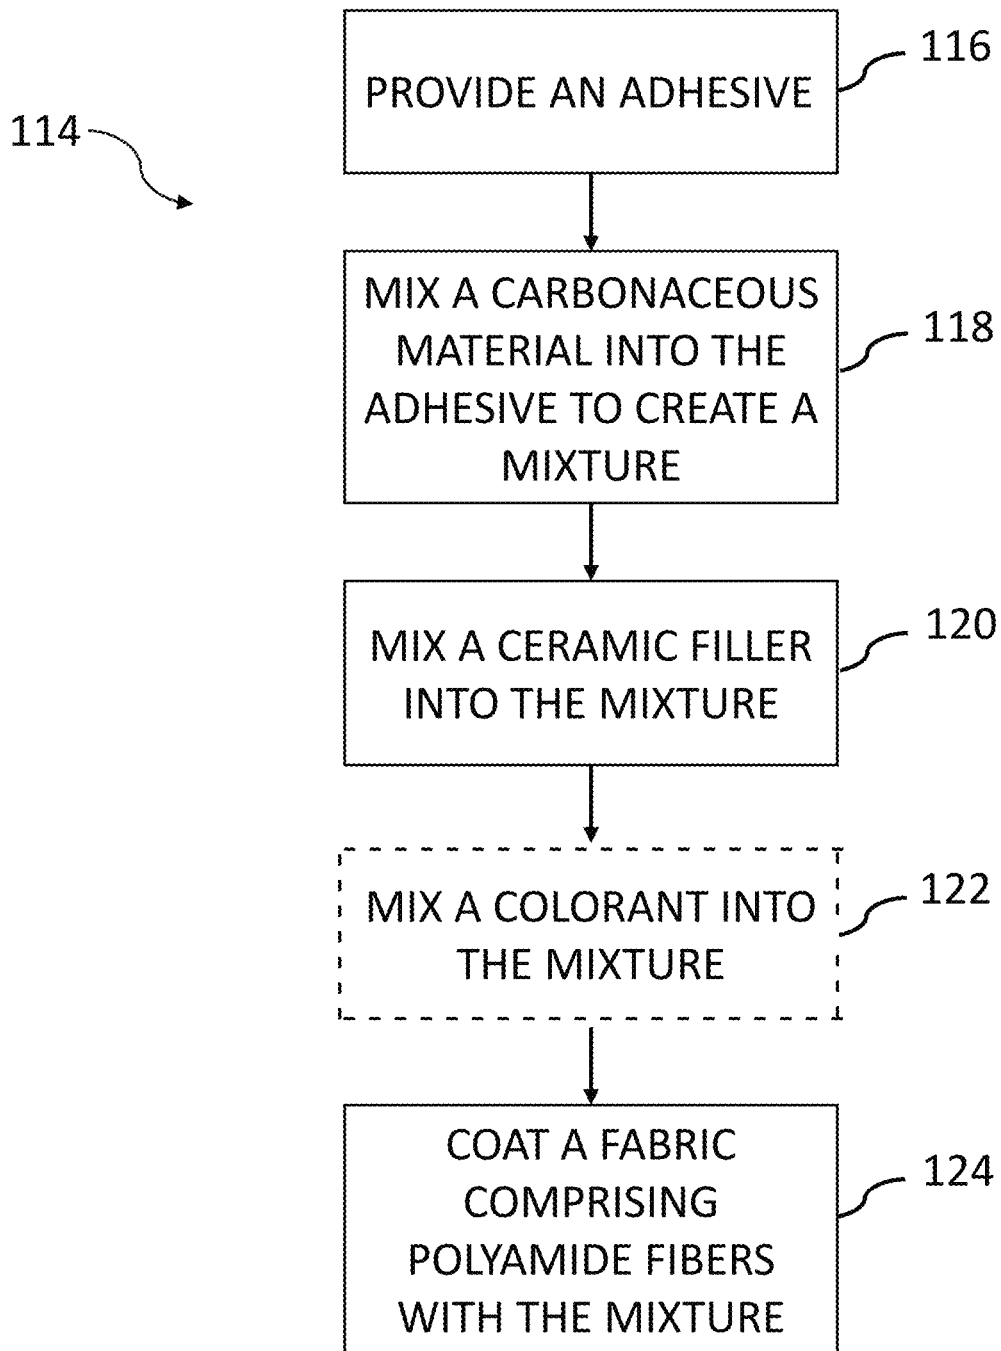 116
PROVIDE AN ADHESIVE
114
MIX A CARBONACEOUS
MATERIAL INTO THE
ADHESIVE TO CREATE A
MIXTURE
118
MIX A CERAMIC FILLER
INTO THE MIXTURE
120
MIX A COLORANT INTO
THE MIXTURE
122
COAT A FABRIC
COMPRISING
POLYAMIDE FIBERS
WITH THE MIXTURE
124